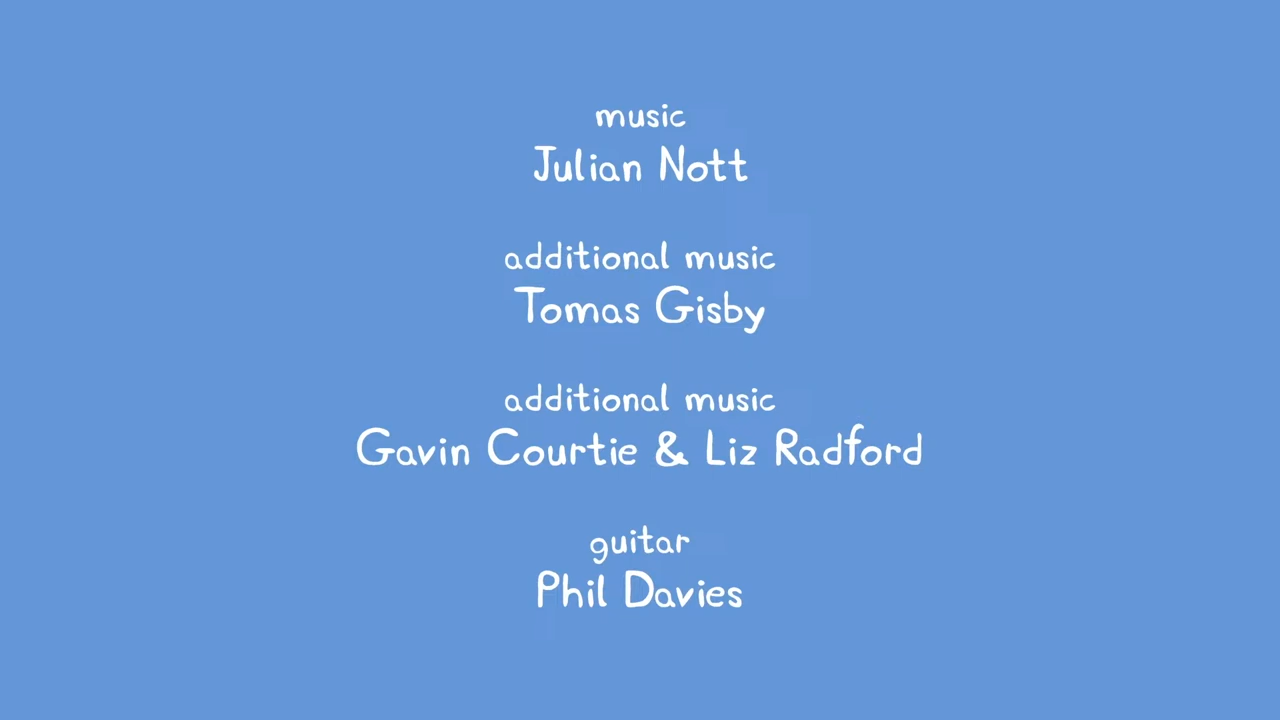 music
Julian Nott
additional music
Tomas Gisby
additional music
Gavin Courtie & Liz Radford
guitar
Phil Davies